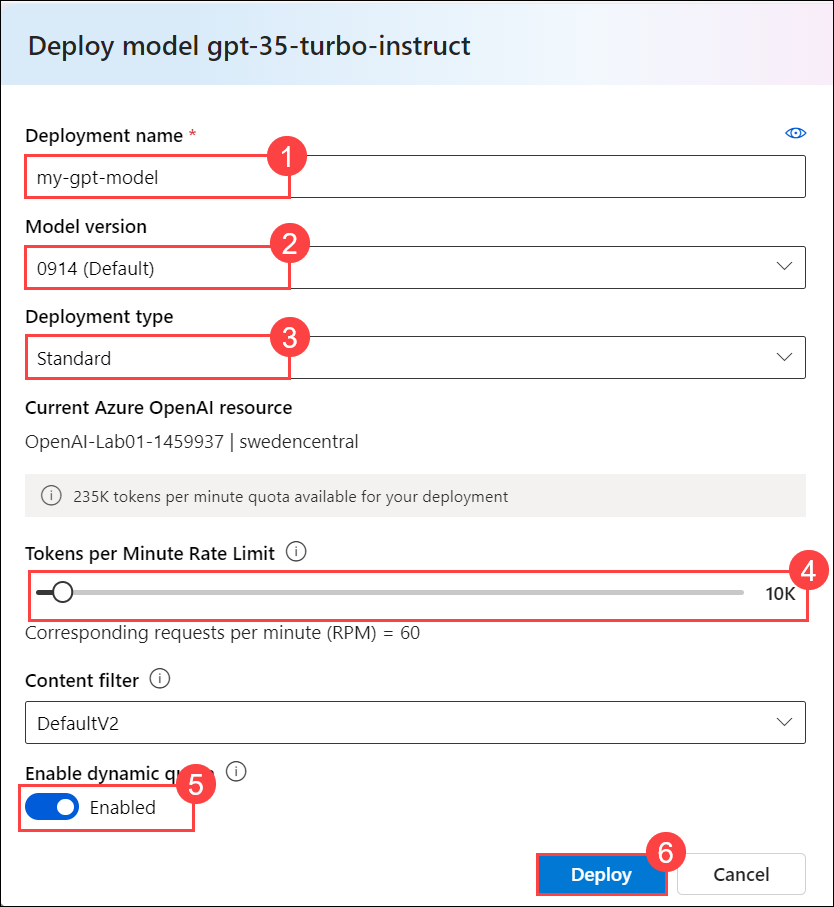 Deploy model gpt-35-turbo-instruct
Deployment name *
1
my-gpt-model
Model version
2
0914 (Default)
Deployment type
3
Standard
Current Azure OpenAI resource
OpenAI-Lab01-1459937 | swedencentral
235K tokens per minute quota available for your deployment
Tokens per Minute Rate Limit
4
10K
Corresponding requests per minute (RPM) = 60
Content filter
DefaultV2
Enable dynamic
5
Enabled
6
Deploy
Cancel